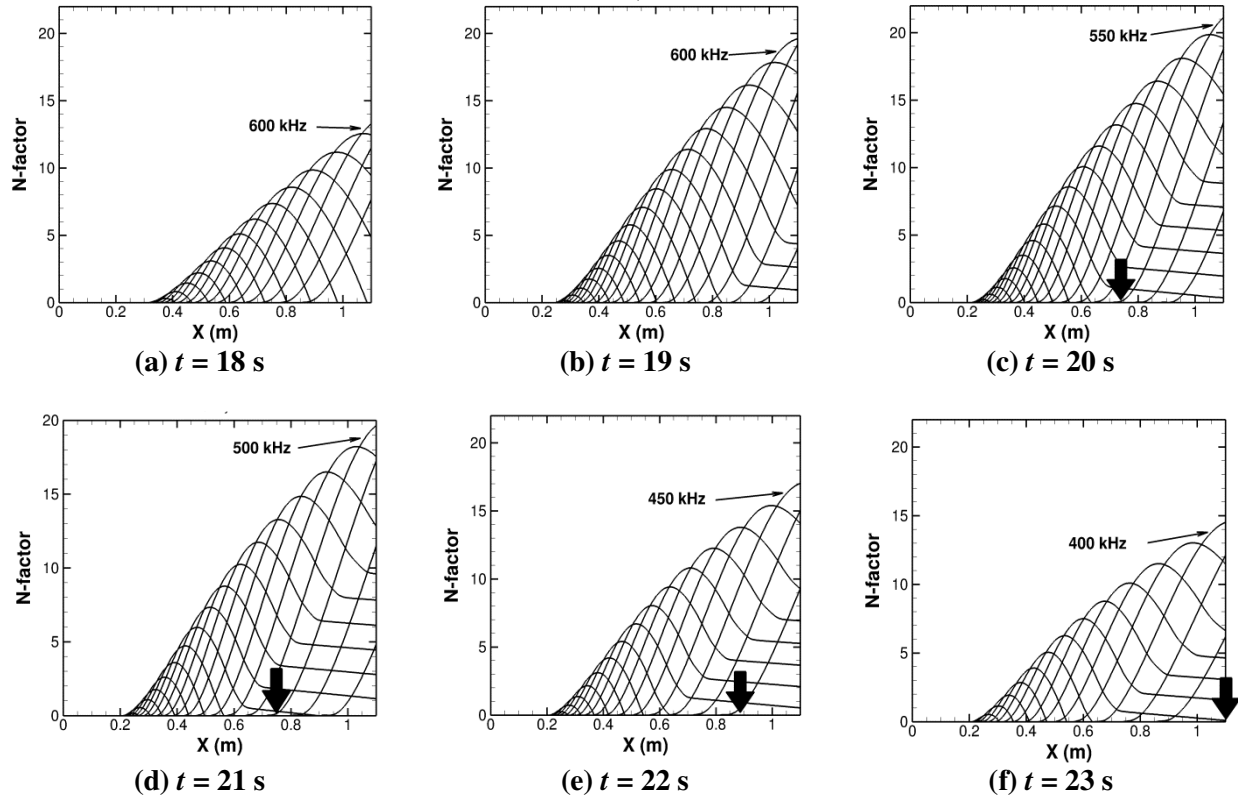 20
15
10
5
0
N-factor
600 kHz
0 0.2 0.4 0.6 0.8 1
X (m)
(a) t = 18 s
20
15
10
5
0
N-factor
600 kHz
0 0.2 0.4 0.6 0.8 1
X (m)
(b) t = 19 s
20
15
10
5
0
N-factor
550 kHz
0 0.2 0.4 0.6 0.8 1
X (m)
(c) t = 20 s
20
15
10
5
0
N-factor
500 kHz
0 0.2 0.4 0.6 0.8 1
X (m)
(d) t = 21 s
20
15
10
5
0
N-factor
450 kHz
0 0.2 0.4 0.6 0.8 1
X (m)
(e) t = 22 s
20
15
10
5
0
N-factor
400 kHz
0 0.2 0.4 0.6 0.8 1
X (m)
(f) t = 23 s